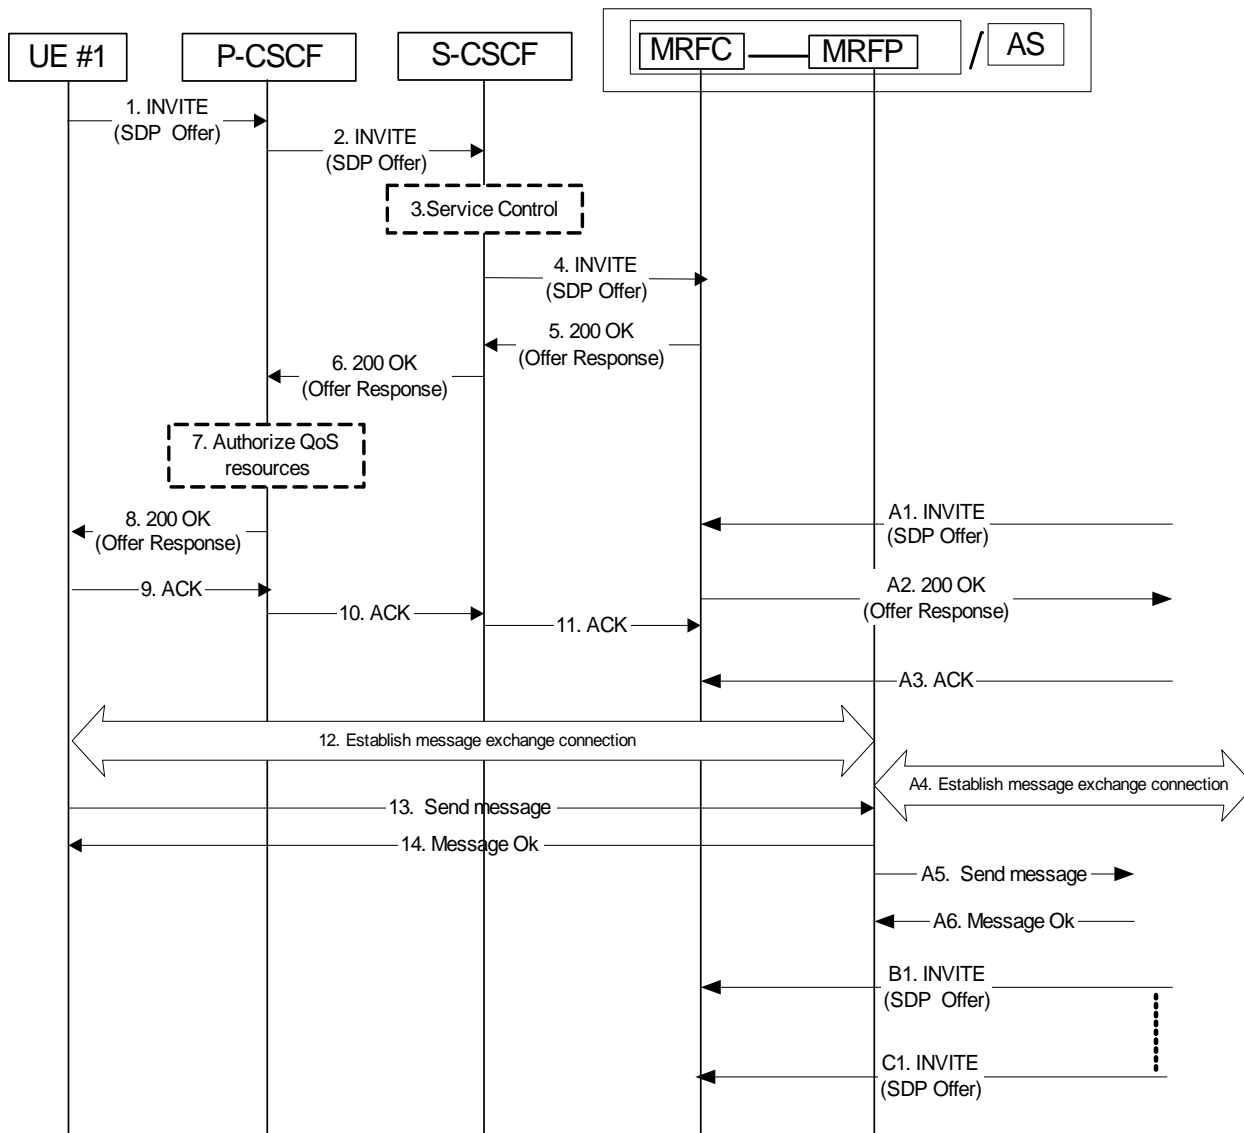 UE #1
P-CSCF
S-CSCF
MRFC
MRFP
/
AS
1. INVITE
(SDP Offer)
2. INVITE
(SDP Offer)
3.Service Control
4. INVITE
(SDP Offer)
5. 200 OK
(Offer Response)
6. 200 OK
(Offer Response)
7. Authorize QoS
resources
8. 200 OK
(Offer Response)
A1. INVITE
(SDP Offer)
9. ACK
A2. 200 OK
(Offer Response)
10. ACK
11. ACK
A3. ACK
12. Establish message exchange connection
A4. Establish message exchange connection
13. Send message
14. Message Ok
A5. Send message
A6. Message Ok
B1. INVITE
(SDP Offer)
C1. INVITE
(SDP Offer)